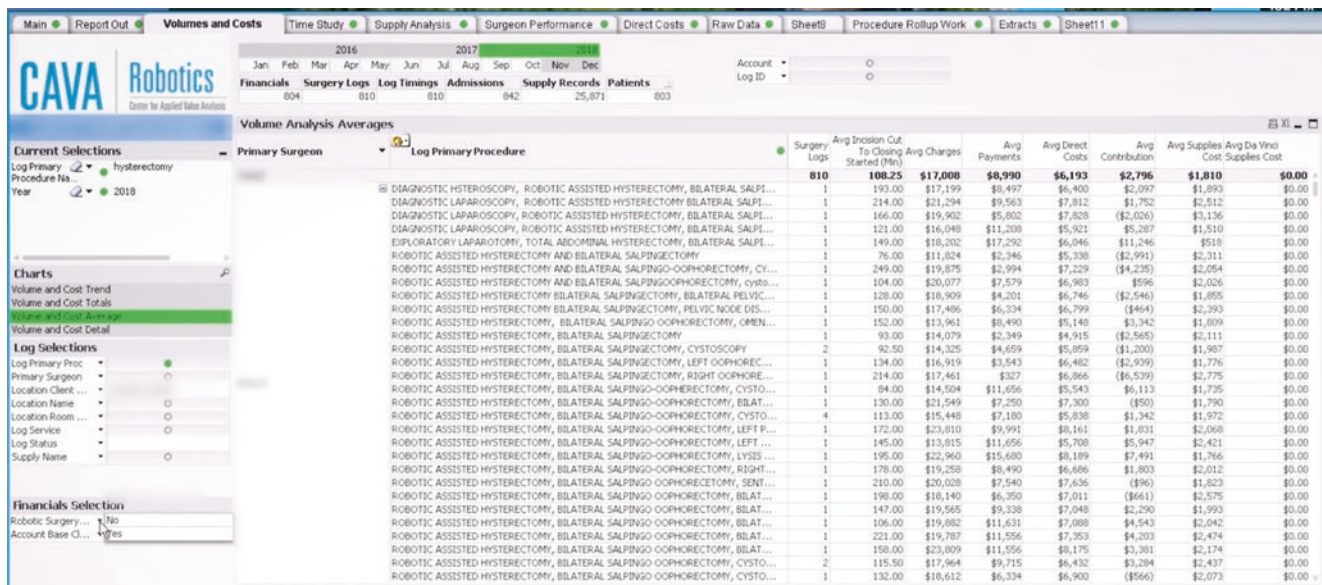 Main Report Out Volumes and Costs Time Study Supply Analysis Surgeon Performance Direct Costs Raw Data Sheet8 Procedure Rollup Work Extracts Sheet11
CAVA Robotics
Center for Applied Value Analysis
2016 2017 2018
Jan Feb Mar Apr May Jun Jul Aug Sep Oct Nov Dec
Financials Surgery Logs Log Timings Admissions Supply Records Patients
804 810 810 842 25,871 803
Account
Log ID
Current Selections
Log Primary Procedure Na... hysterectomy
Year 2018
Charts
Volume and Cost Trend
Volume and Cost Totals
Volume and Cost Average
Volume and Cost Detail
Log Selections
Log Primary Proc
Primary Surgeon
Location Client ...
Location Name
Location Room ...
Log Service
Log Status
Supply Name
Financials Selection
Robotic Surgery... No
Account Base Cl... Yes
Volume Analysis Averages
Primary Surgeon Log Primary Procedure Surgery Logs Avg Incision Cut To Closing Started (Min) Avg Charges Avg Payments Avg Direct Costs Avg Contribution Avg Supplies Cost Avg Da Vinci Supplies Cost
810 108.25 $17,008 $8,990 $6,193 $2,796 $1,810 $0.00
DIAGNOSTIC HSTEROSCOPY, ROBOTIC ASSISTED HYSTERECTOMY, BILATERAL SALPI... 1 193.00 $17,199 $8,497 $6,400 $2,097 $1,893 $0.00
DIAGNOSTIC LAPAROSCOPY, ROBOTIC ASSISTED HYSTERECTOMY BILATERAL SALPI... 1 214.00 $21,294 $9,563 $7,812 $1,752 $2,512 $0.00
DIAGNOSTIC LAPAROSCOPY, ROBOTIC ASSISTED HYSTERECTOMY, BILATERAL SALPI... 1 166.00 $19,902 $5,802 $7,828 ($2,026) $3,136 $0.00
DIAGNOSTIC LAPAROSCOPY, ROBOTIC ASSISTED HYSTERECTOMY, BILATERAL SALPI... 1 121.00 $16,048 $11,208 $5,921 $5,287 $1,510 $0.00
EXPLORATORY LAPAROTOMY, TOTAL ABDOMINAL HYSTERECTOMY, BILATERAL SALPI... 1 149.00 $18,202 $17,292 $6,046 $11,246 $518 $0.00
ROBOTIC ASSISTED HYSTERECTOMY AND BILATERAL SALPINGECTOMY 1 76.00 $11,824 $2,346 $5,338 ($2,991) $2,311 $0.00
ROBOTIC ASSISTED HYSTERECTOMY AND BILATERAL SALPINGO-OOPHORECTOMY, CY... 1 249.00 $19,875 $2,994 $7,229 ($4,235) $2,054 $0.00
ROBOTIC ASSISTED HYSTERECTOMY AND BILATERAL SALPINGOOPHORECTOMY, cysto... 1 104.00 $20,077 $7,579 $6,983 $596 $2,026 $0.00
ROBOTIC ASSISTED HYSTERECTOMY BILATERAL SALPINGECTOMY, BILATERAL PELVIC... 1 128.00 $18,909 $4,201 $6,746 ($2,546) $1,855 $0.00
ROBOTIC ASSISTED HYSTERECTOMY BILATERAL SALPINGECTOMY, PELVIC NODE DIS... 1 150.00 $17,486 $6,334 $6,799 ($464) $2,393 $0.00
ROBOTIC ASSISTED HYSTERECTOMY, BILATERAL SALPINGO OOPHORECTOMY, OMEN... 1 152.00 $13,961 $8,490 $5,148 $3,342 $1,809 $0.00
ROBOTIC ASSISTED HYSTERECTOMY, BILATERAL SALPINGECTOMY 1 93.00 $14,079 $2,349 $4,915 ($2,565) $2,111 $0.00
ROBOTIC ASSISTED HYSTERECTOMY, BILATERAL SALPINGECTOMY, CYSTOSCOPY 2 92.50 $14,325 $4,659 $5,859 ($1,200) $1,987 $0.00
ROBOTIC ASSISTED HYSTERECTOMY, BILATERAL SALPINGECTOMY, LEFT OOPHOREC... 1 134.00 $16,919 $3,543 $6,482 ($2,939) $1,776 $0.00
ROBOTIC ASSISTED HYSTERECTOMY, BILATERAL SALPINGECTOMY, RIGHT OOPHORE... 1 214.00 $17,461 $327 $6,866 ($6,539) $2,775 $0.00
ROBOTIC ASSISTED HYSTERECTOMY, BILATERAL SALPINGO-OOPHERECTOMY, CYSTO... 1 84.00 $14,504 $11,656 $5,543 $6,113 $1,735 $0.00
ROBOTIC ASSISTED HYSTERECTOMY, BILATERAL SALPINGO-OOPHORECTOMY, BILAT... 1 130.00 $21,549 $7,250 $7,300 ($50) $1,790 $0.00
ROBOTIC ASSISTED HYSTERECTOMY, BILATERAL SALPINGO-OOPHORECTOMY, CYSTO... 4 113.00 $15,448 $7,180 $5,838 $1,342 $1,972 $0.00
ROBOTIC ASSISTED HYSTERECTOMY, BILATERAL SALPINGO-OOPHORECTOMY, LEFT P... 1 172.00 $23,810 $9,991 $8,161 $1,831 $2,068 $0.00
ROBOTIC ASSISTED HYSTERECTOMY, BILATERAL SALPINGO-OOPHORECTOMY, LEFT ... 1 145.00 $13,815 $11,656 $5,708 $5,947 $2,421 $0.00
ROBOTIC ASSISTED HYSTERECTOMY, BILATERAL SALPINGO-OOPHORECTOMY, LYSIS ... 1 195.00 $22,960 $15,680 $8,189 $7,491 $1,766 $0.00
ROBOTIC ASSISTED HYSTERECTOMY, BILATERAL SALPINGO-OOPHORECTOMY, RIGHT... 1 178.00 $19,258 $8,490 $6,686 $1,803 $2,012 $0.00
ROBOTIC ASSISTED HYSTERECTOMY, BILATERAL SALPINGO-OOPHORECETOMY, SENT... 1 210.00 $20,028 $7,540 $7,636 ($96) $1,823 $0.00
ROBOTIC ASSISTED HYSTERECTOMY, BILATERAL SALPINGO OOPHORECTOMY, BILAT... 1 198.00 $18,140 $6,350 $7,011 ($661) $2,575 $0.00
ROBOTIC ASSISTED HYSTERECTOMY, BILATERAL SALPINGO OOPHORECTOMY, BILAT... 1 147.00 $19,565 $9,338 $7,048 $2,290 $1,993 $0.00
ROBOTIC ASSISTED HYSTERECTOMY, BILATERAL SALPINGO OOPHORECTOMY, BILAT... 1 106.00 $19,882 $11,631 $7,088 $4,543 $2,042 $0.00
ROBOTIC ASSISTED HYSTERECTOMY, BILATERAL SALPINGO OOPHORECTOMY, BILAT... 1 221.00 $19,787 $11,556 $7,353 $4,203 $2,474 $0.00
ROBOTIC ASSISTED HYSTERECTOMY, BILATERAL SALPINGO OOPHORECTOMY, BILAT... 1 158.00 $23,809 $11,556 $8,175 $3,381 $2,174 $0.00
ROBOTIC ASSISTED HYSTERECTOMY, BILATERAL SALPINGO OOPHORECTOMY, CYSTO... 2 115.50 $17,964 $9,715 $6,432 $3,284 $2,437 $0.00
ROBOTIC ASSISTED HYSTERECTOMY, BILATERAL SALPINGO OOPHORECTOMY, CYSTO... 1 132.00 $18,612 $6,334 $6,900 ($566) $2,073 $0.00